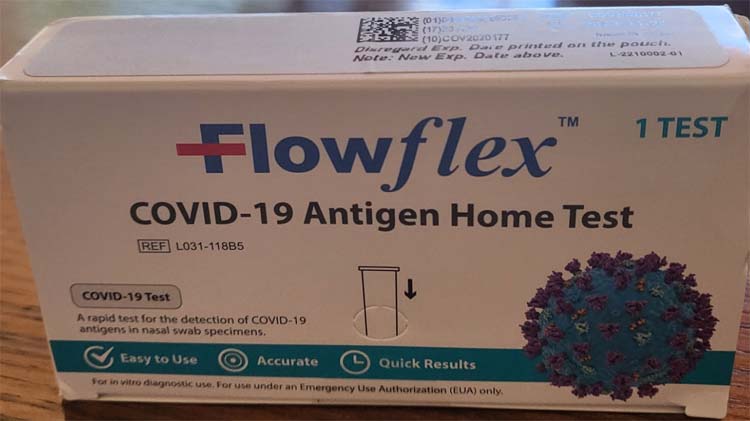 (10)COV2020177
Disregard Exp. Date printed on the pouch.
Note: New Exp. Date above.
L-2210002-01
Flowflex™
1 TEST
COVID-19 Antigen Home Test
REF L031-118B5
COVID-19 Test
A rapid test for the detection of COVID-19
antigens in nasal swab specimens.
Easy to Use
Accurate
Quick Results
For in vitro diagnostic use. For use under an Emergency Use Authorization (EUA) only.